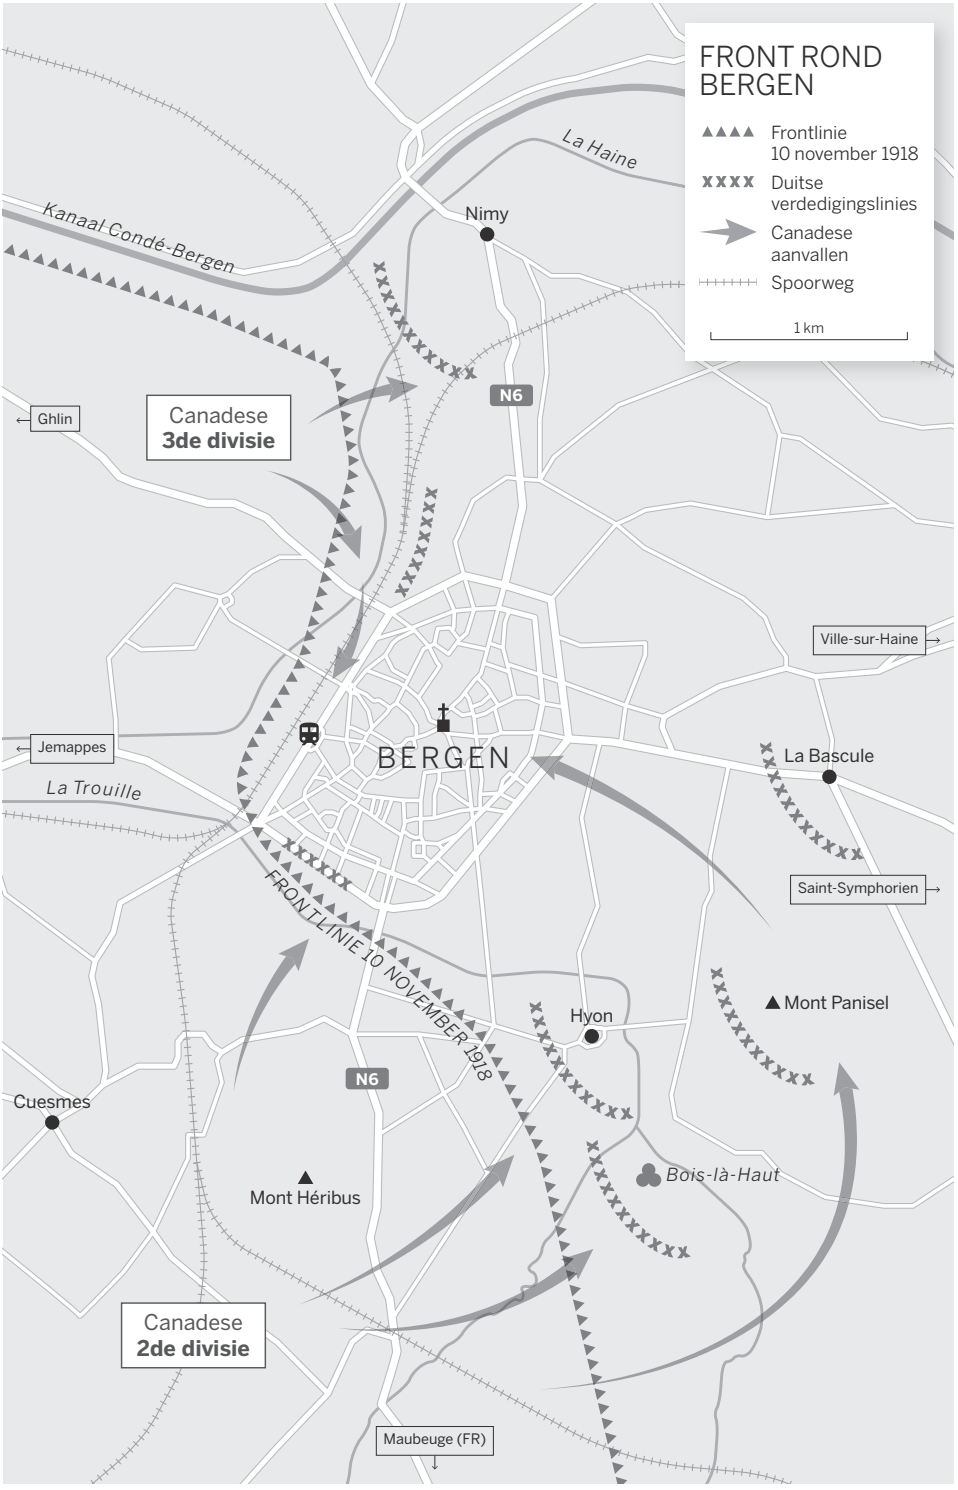 FRONT ROND
BERGEN
Frontlinie
10 november 1918
Duitse
verdedigingslinies
Canadese
aanvallen
Spoorweg
1 km
La Haine
Kanaal Condé-Bergen
Nimy
N6
←Ghlin
Canadese
3de divisie
Ville-sur-Haine→
←Jemappes
BERGEN
La Bascule
La Trouille
Saint-Symphorien→
FRONTLINIE 10 NOVEMBER 1918
Mont Panisel
Hyon
N6
Cuesmes
Bois-là-Haut
Mont Héribus
Canadese
2de divisie
Maubeuge (FR)
↓